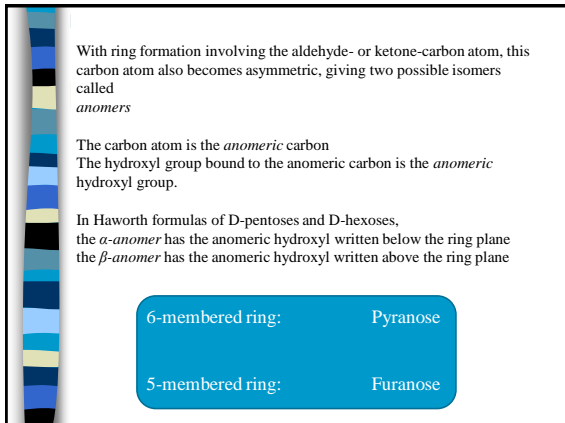 With ring formation involving the aldehyde- or ketone-carbon atom, this
carbon atom also becomes asymmetric, giving two possible isomers
called
anomers
The carbon atom is the anomeric carbon
The hydroxyl group bound to the anomeric carbon is the anomeric
hydroxyl group.
In Haworth formulas of D-pentoses and D-hexoses,
the α-anomer has the anomeric hydroxyl written below the ring plane
the β-anomer has the anomeric hydroxyl written above the ring plane
6-membered ring: Pyranose
5-membered ring: Furanose